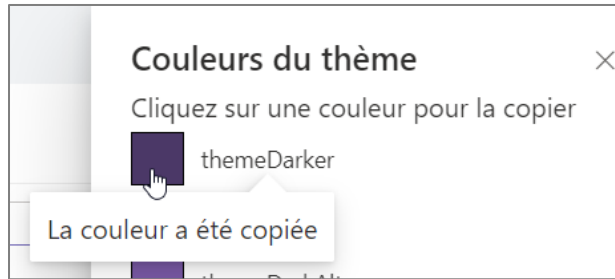 Couleurs du thème
Cliquez sur une couleur pour la copier
themeDarker
La couleur a été copiée